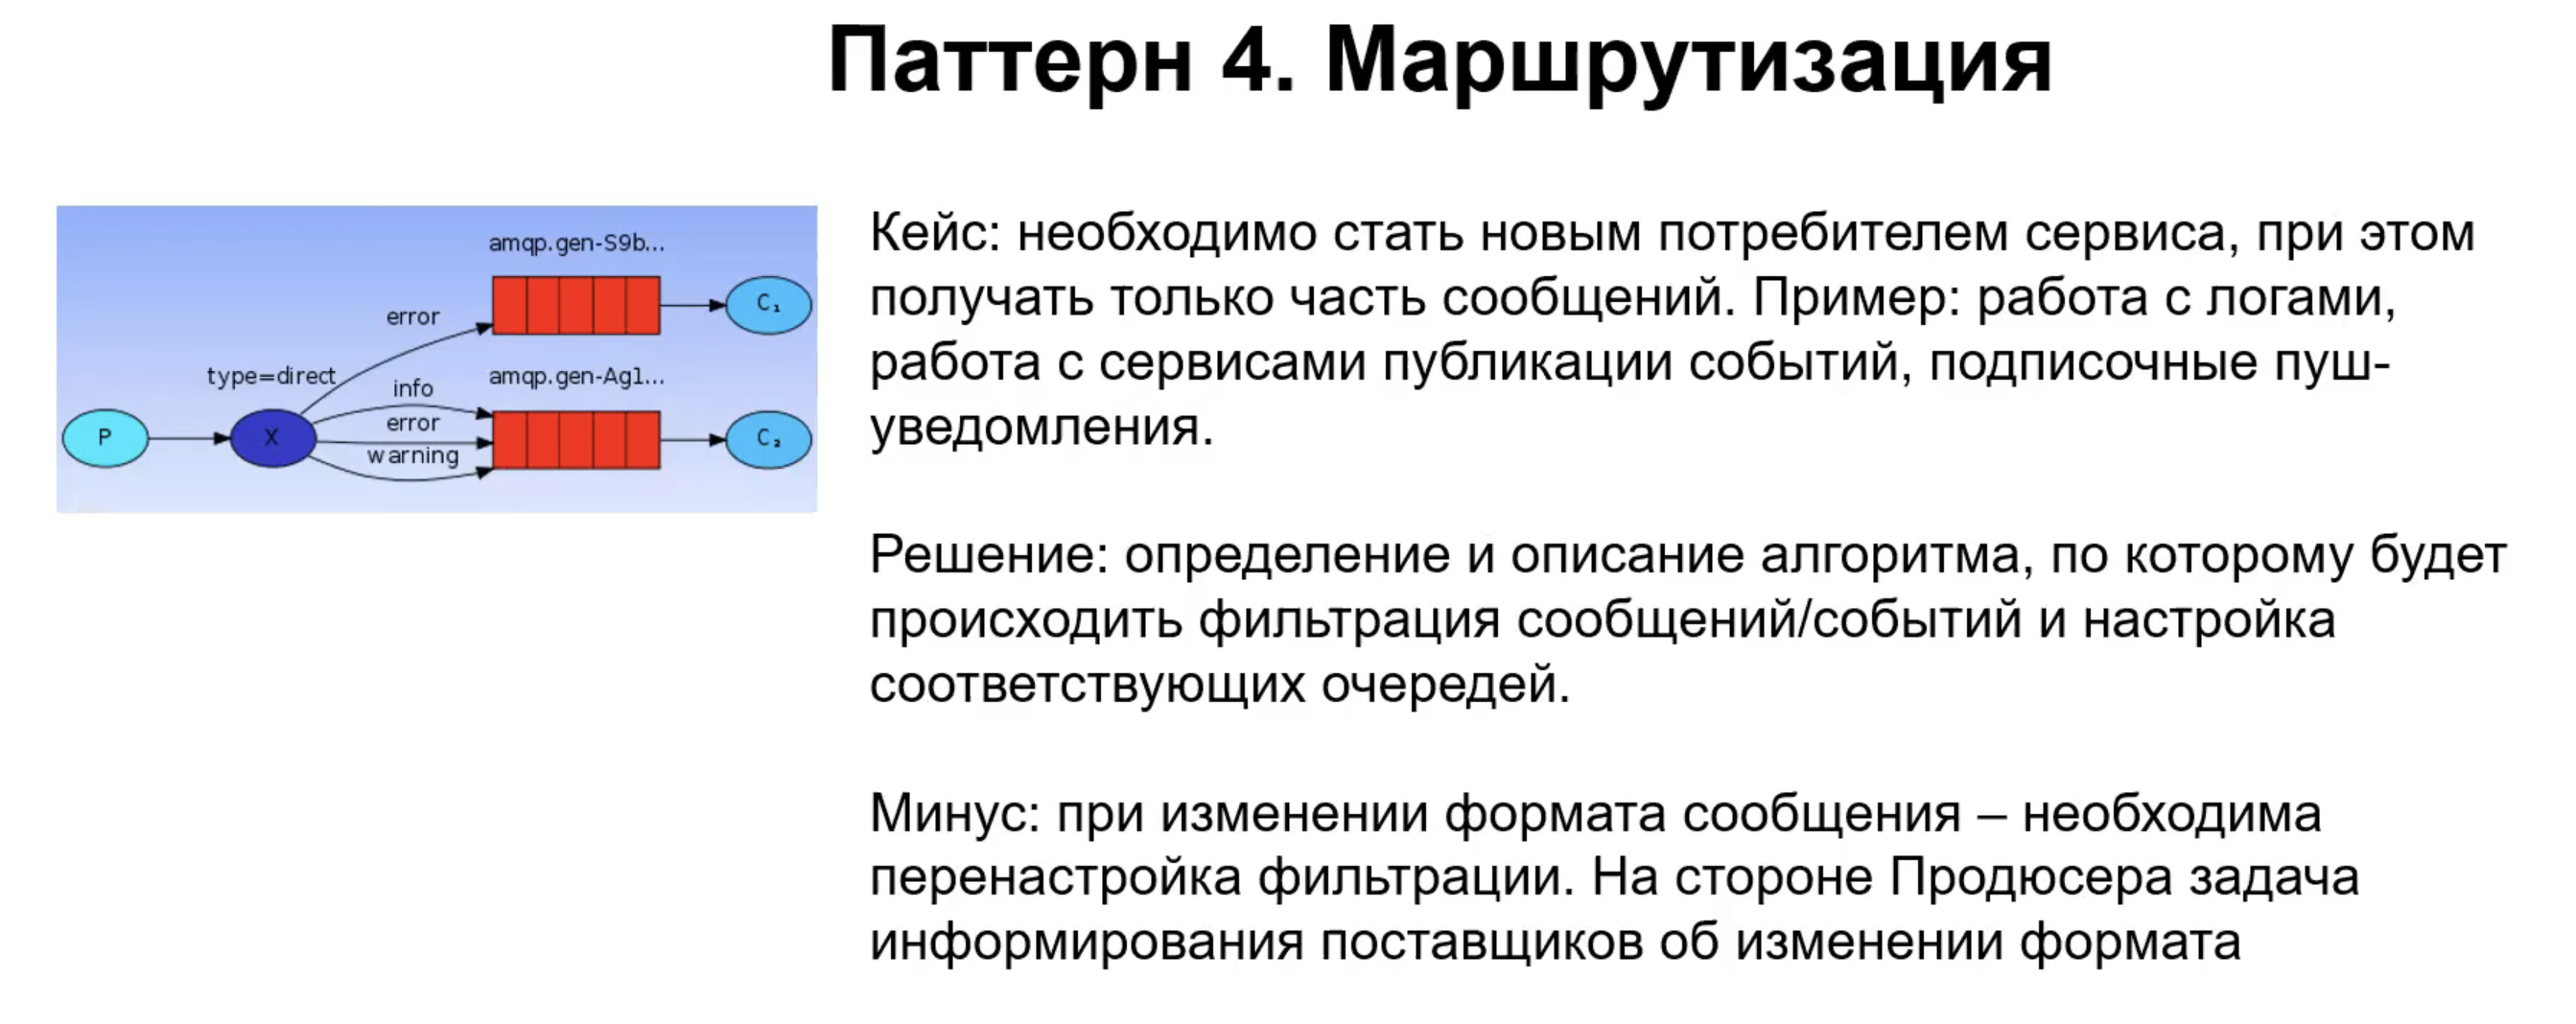 Паттерн 4. Маршрутизация
amqp.gen-S9b...
error
C₁
type=direct
amqp.gen-Ag1...
info
error
warning
P
X
C₂
Кейс: необходимо стать новым потребителем сервиса, при этом
получать только часть сообщений. Пример: работа с логами,
работа с сервисами публикации событий, подписочные пуш-
уведомления.
Решение: определение и описание алгоритма, по которому будет
происходить фильтрация сообщений/событий и настройка
соответствующих очередей.
Минус: при изменении формата сообщения – необходима
перенастройка фильтрации. На стороне Продюсера задача
информирования поставщиков об изменении формата